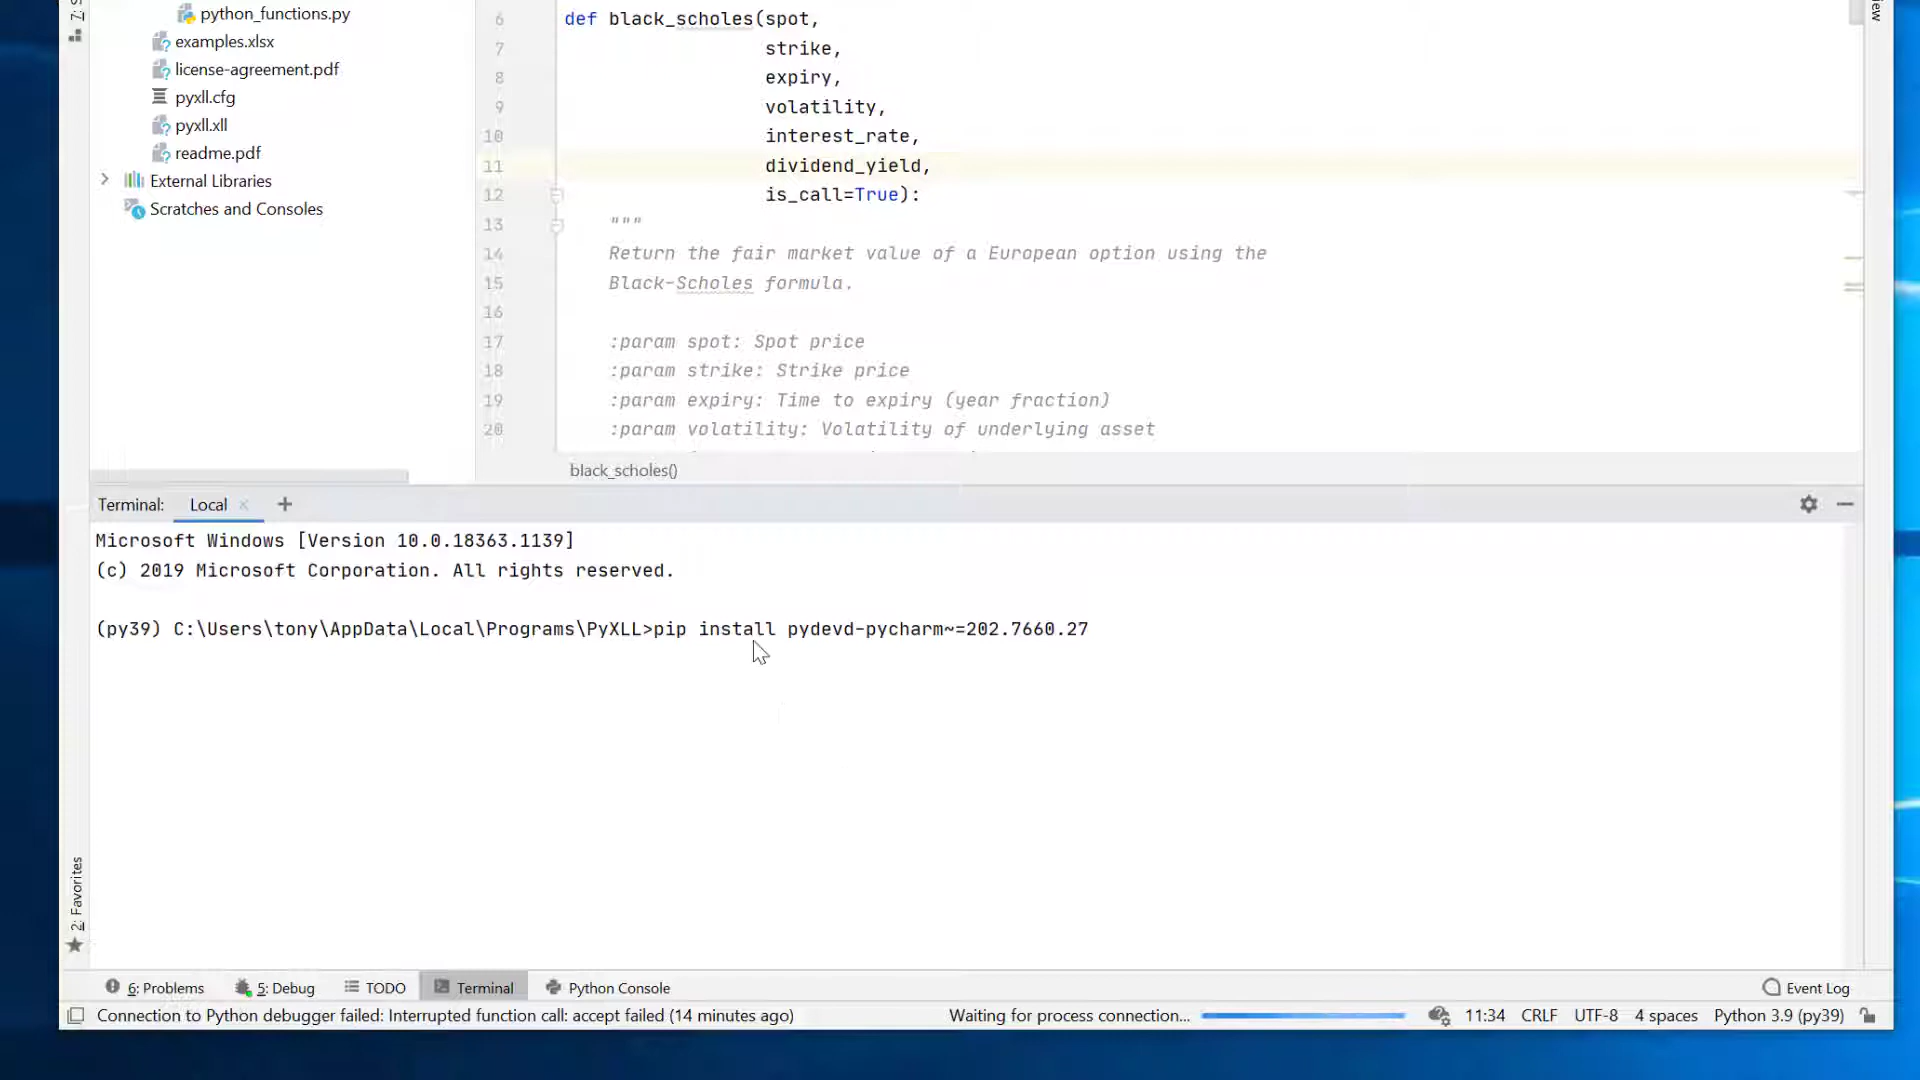 python_functions.py
examples.xlsx
license-agreement.pdf
pyxll.cfg
pyxll.xll
readme.pdf
External Libraries
Scratches and Consoles
6 def black_scholes(spot,
7 strike,
8 expiry,
9 volatility,
10 interest_rate,
11 dividend_yield,
12 is_call=True):
13 """
14 Return the fair market value of a European option using the
15 Black-Scholes formula.
16
17 :param spot: Spot price
18 :param strike: Strike price
19 :param expiry: Time to expiry (year fraction)
20 :param volatility: Volatility of underlying asset
black_scholes()
Terminal: Local
Microsoft Windows [Version 10.0.18363.1139]
(c) 2019 Microsoft Corporation. All rights reserved.
(py39) C:\Users\tony\AppData\Local\Programs\PyXLL>pip install pydevd-pycharm~=202.7660.27
2: Favorites
6: Problems 5: Debug TODO Terminal Python Console Event Log
Connection to Python debugger failed: Interrupted function call: accept failed (14 minutes ago) Waiting for process connection... 11:34 CRLF UTF-8 4 spaces Python 3.9 (py39)